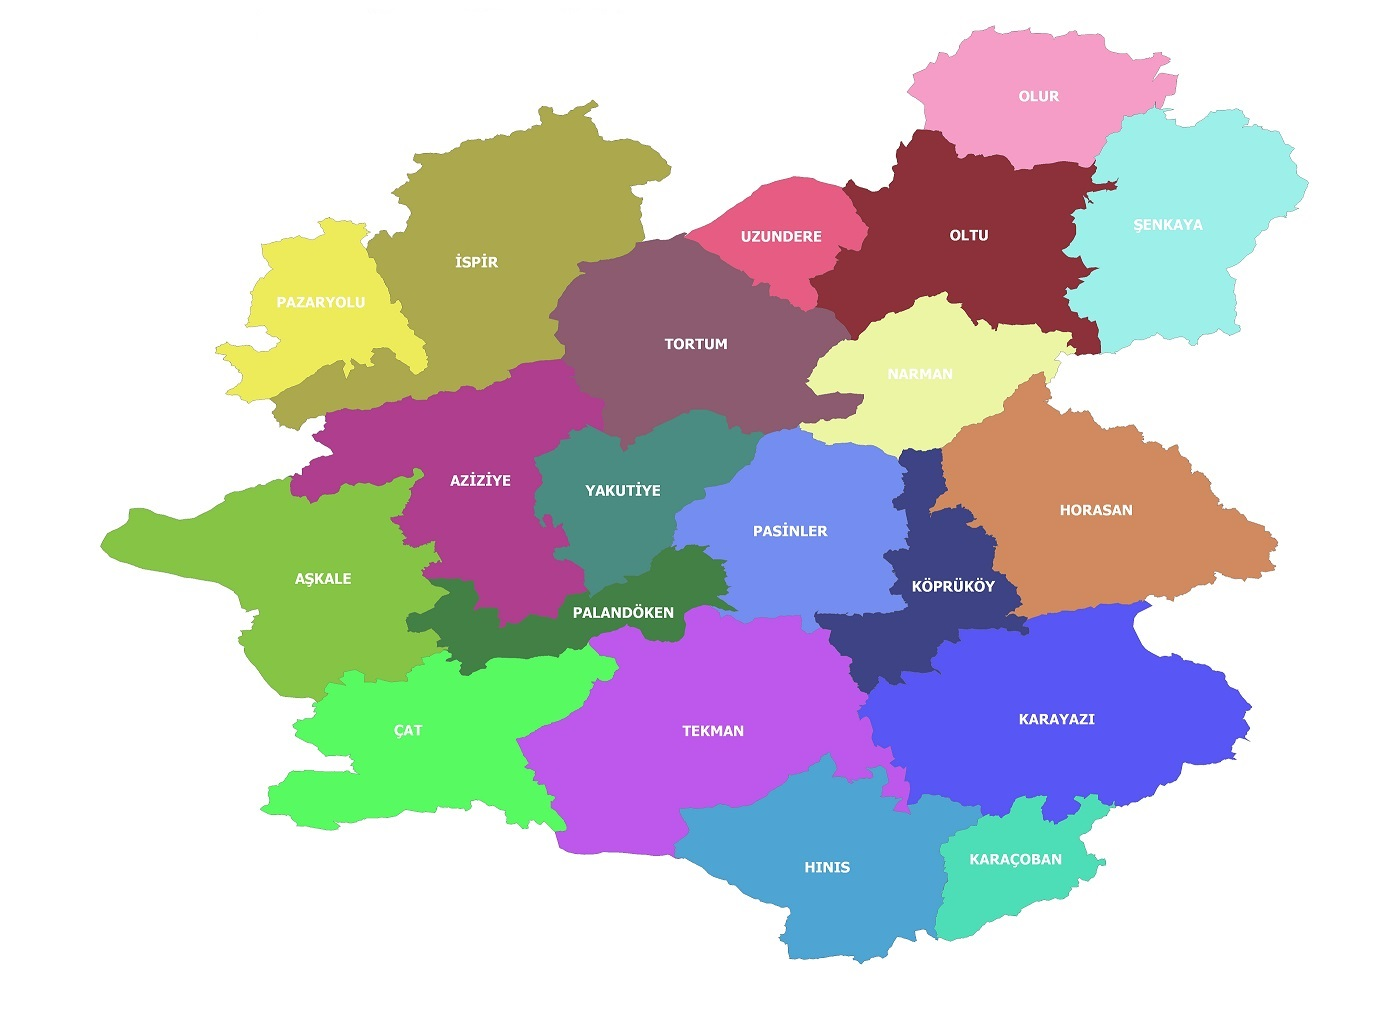 OLUR
ŞENKAYA
UZUNDERE
OLTU
İSPİR
PAZARYOLU
TORTUM
NARMAN
AZİZİYE
YAKUTİYE
HORASAN
PASİNLER
AŞKALE
KÖPRÜKÖY
PALANDÖKEN
KARAYAZI
ÇAT
TEKMAN
KARAÇOBAN
HINIS